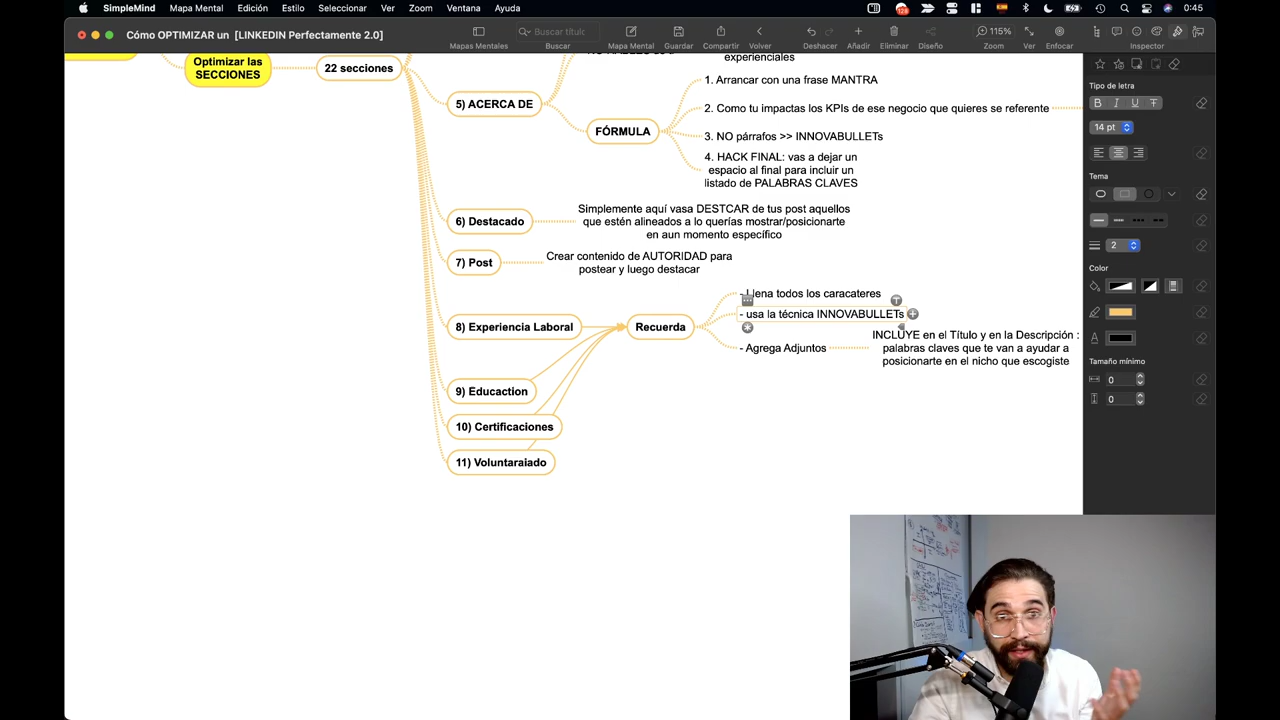 SimpleMind Mapa Mental Edición Estilo Seleccionar Ver Zoom Ventana Ayuda 0:45
Cómo OPTIMIZAR un [LINKEDIN Perfectamente 2.0]
Buscar título
115%
Mapas Mentales Buscar Mapa Mental Guardar Compartir Volver Deshacer Añadir Eliminar Diseño Zoom Ver Enfocar Inspector
experienciales
Optimizar las
SECCIONES
22 secciones
5) ACERCA DE
FÓRMULA
1. Arrancar con una frase MANTRA
2. Como tu impactas los KPIs de ese negocio que quieres se referente
3. NO párrafos >> INNOVABULLETs
4. HACK FINAL: vas a dejar un
espacio al final para incluir un
listado de PALABRAS CLAVES
6) Destacado
Simplemente aquí vasa DESTCAR de tus post aquellos
que estén alineados a lo querías mostrar/posicionarte
en aun momento específico
7) Post
Crear contenido de AUTORIDAD para
postear y luego destacar
8) Experiencia Laboral
Recuerda
- Llena todos los caracateres
- usa la técnica INNOVABULLETs
- Agrega Adjuntos
INCLUYE en el Título y en la Descripción :
palabras claves que te van a ayudar a
posicionarte en el nicho que escogiste
9) Educaction
10) Certificaciones
11) Voluntaraiado
Tipo de letra
B I U T
14 pt
Tema
2
Color
Tamaño mínimo
0
0